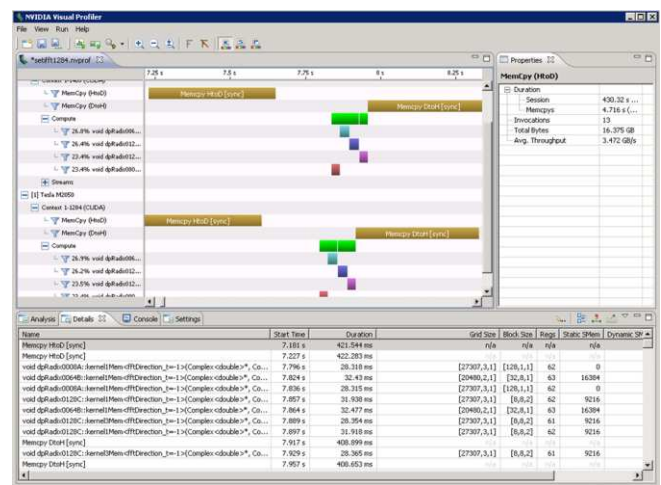 NVIDIA Visual Profiler
File View Run Help
*setifft1284.nvprof
7.25 s 7.5 s 7.75 s 8 s 8.25 s
MemCpy (HtoD) Memcpy HtoD [sync]
MemCpy (DtoH) Memcpy DtoH [sync]
Compute
26.8% void dpRadix006...
26.4% void dpRadix012...
23.4% void dpRadix012...
23.4% void dpRadix000...
Streams
[1] Tesla M2050
Context 1-1284 (CUDA)
MemCpy (HtoD) Memcpy HtoD [sync]
MemCpy (DtoH) Memcpy DtoH [sync]
Compute
26.9% void dpRadix006...
26.2% void dpRadix012...
23.5% void dpRadix012...
Properties
MemCpy (HtoD)
Duration
Session 430.32 s ...
Memcpys 4.716 s (...
Invocations 13
Total Bytes 16.375 GB
Avg. Throughput 3.472 GB/s
Analysis Details Console Settings
Name Start Time Duration Grid Size Block Size Regs Static SMem Dynamic SM
Memcpy HtoD [sync] 7.181 s 421.544 ms n/a n/a n/a n/a
Memcpy HtoD [sync] 7.227 s 422.283 ms n/a n/a n/a n/a
void dpRadix0008A::kernel1Mem<fftDirection_t=-1>(Complex<double>*, Co... 7.796 s 28.318 ms [27307,3,1] [128,1,1] 62 0
void dpRadix0064B::kernel1Mem<fftDirection_t=-1>(Complex<double>*, Co... 7.824 s 32.43 ms [20480,2,1] [32,8,1] 63 16384
void dpRadix0008A::kernel1Mem<fftDirection_t=-1>(Complex<double>*, Co... 7.836 s 28.315 ms [27307,3,1] [128,1,1] 62 0
void dpRadix0128C::kernel1Mem<fftDirection_t=-1>(Complex<double>*, Co... 7.857 s 31.938 ms [27307,3,1] [8,8,2] 62 9216
void dpRadix0064B::kernel1Mem<fftDirection_t=-1>(Complex<double>*, Co... 7.864 s 32.477 ms [20480,2,1] [32,8,1] 63 16384
void dpRadix0128C::kernel3Mem<fftDirection_t=-1>(Complex<double>*, Co... 7.889 s 28.354 ms [27307,3,1] [8,8,2] 61 9216
void dpRadix0128C::kernel1Mem<fftDirection_t=-1>(Complex<double>*, Co... 7.897 s 31.918 ms [27307,3,1] [8,8,2] 62 9216
Memcpy DtoH [sync] 7.917 s 408.899 ms n/a n/a n/a n/a
void dpRadix0128C::kernel3Mem<fftDirection_t=-1>(Complex<double>*, Co... 7.929 s 28.365 ms [27307,3,1] [8,8,2] 61 9216
Memcpy DtoH [sync] 7.957 s 408.653 ms n/a n/a n/a n/a